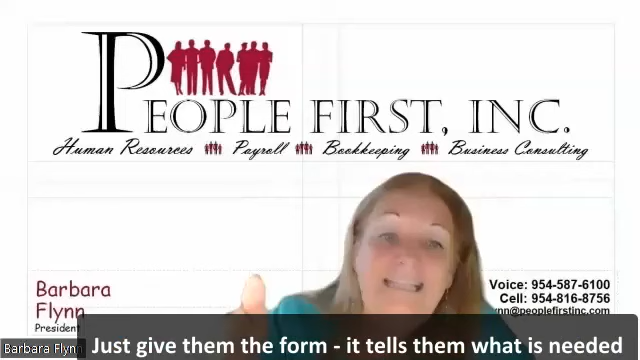 PEOPLE FIRST, INC.
Human Resources Payroll Bookkeeping Business Consulting
Barbara
Flynn
President
Voice: 954-587-6100
Cell: 954-816-8756
ynn@peoplefirstinc.com
Barbara Flynn
Just give them the form - it tells them what is needed